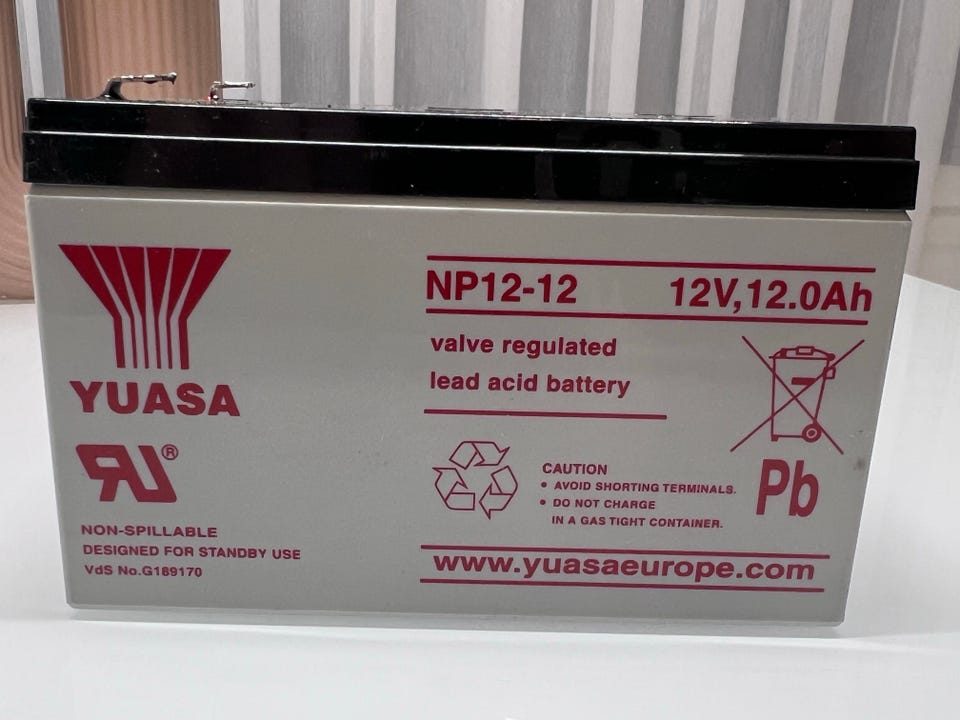 YUASA
RU®
NON-SPILLABLE
DESIGNED FOR STANDBY USE
VdS No.G189170
NP12-12 12V,12.0Ah
valve regulated
lead acid battery
CAUTION
• AVOID SHORTING TERMINALS.
• DO NOT CHARGE
IN A GAS TIGHT CONTAINER.
Pb
www.yuasaeurope.com